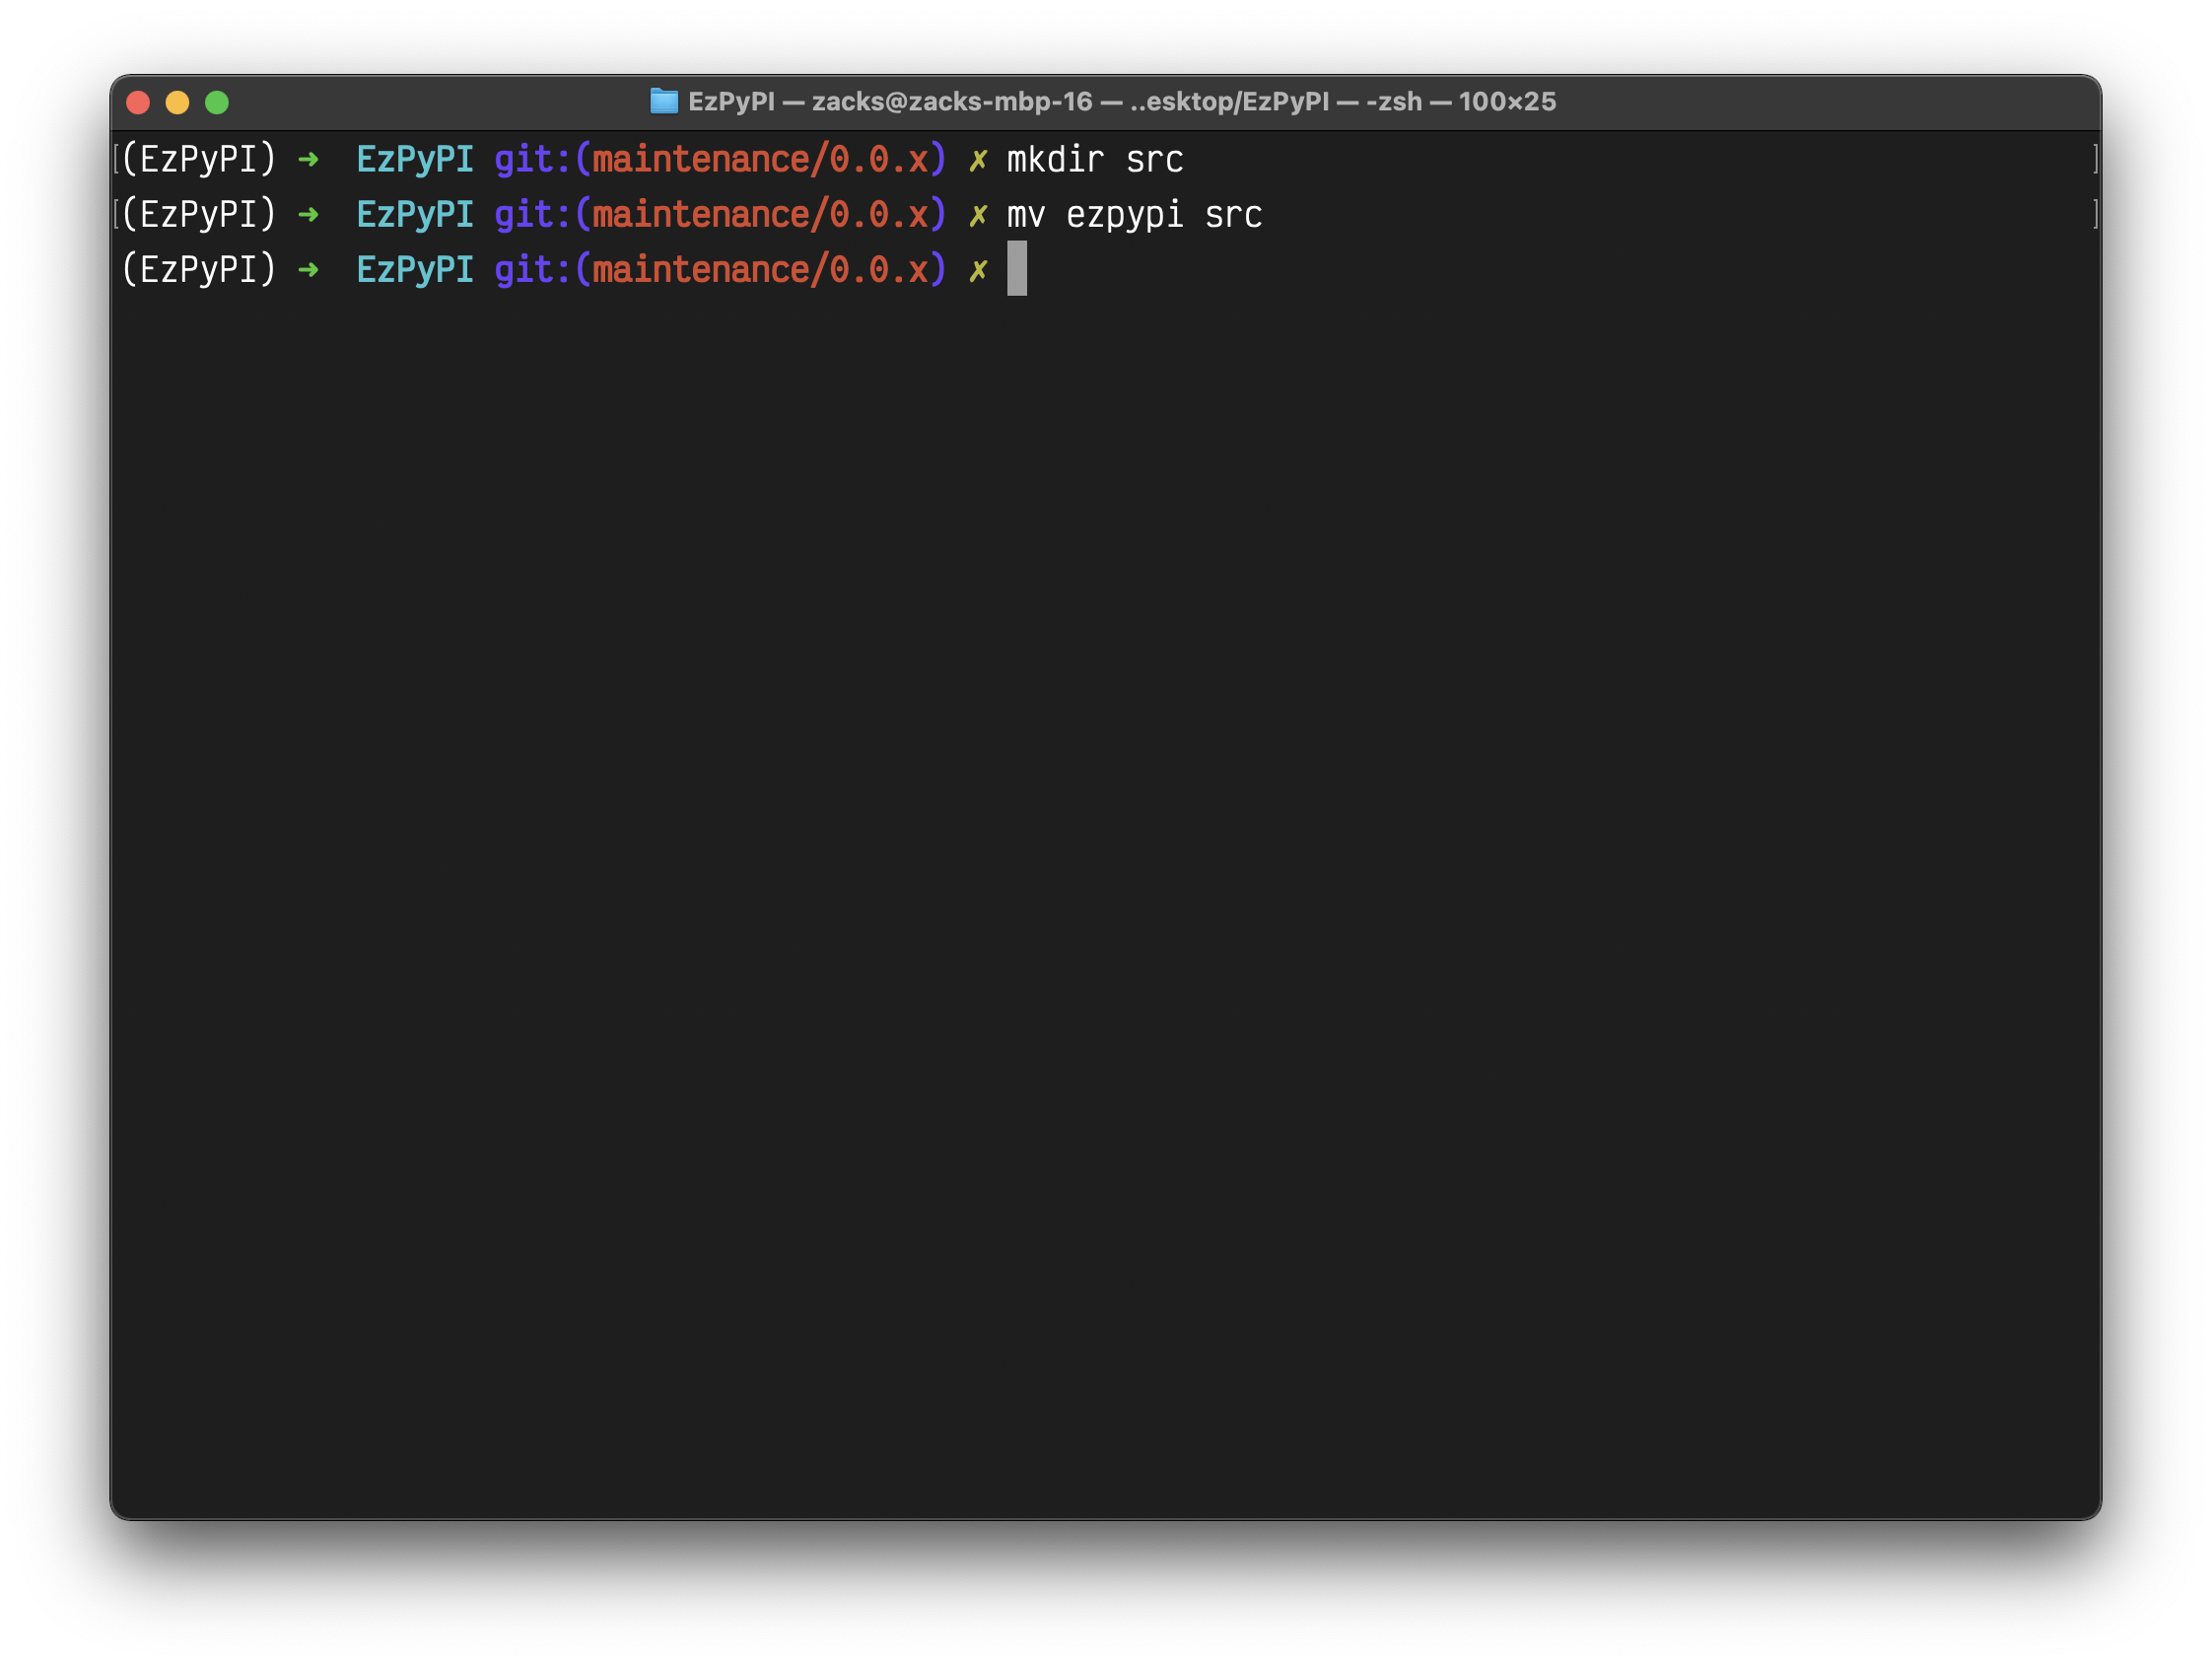 EzPyPI — zacks@zacks-mbp-16 — ..esktop/EzPyPI — -zsh — 100×25
[(EzPyPI) ➜  EzPyPI git:(maintenance/0.0.x) ✗ mkdir src ]
[(EzPyPI) ➜  EzPyPI git:(maintenance/0.0.x) ✗ mv ezpypi src ]
(EzPyPI) ➜  EzPyPI git:(maintenance/0.0.x) ✗